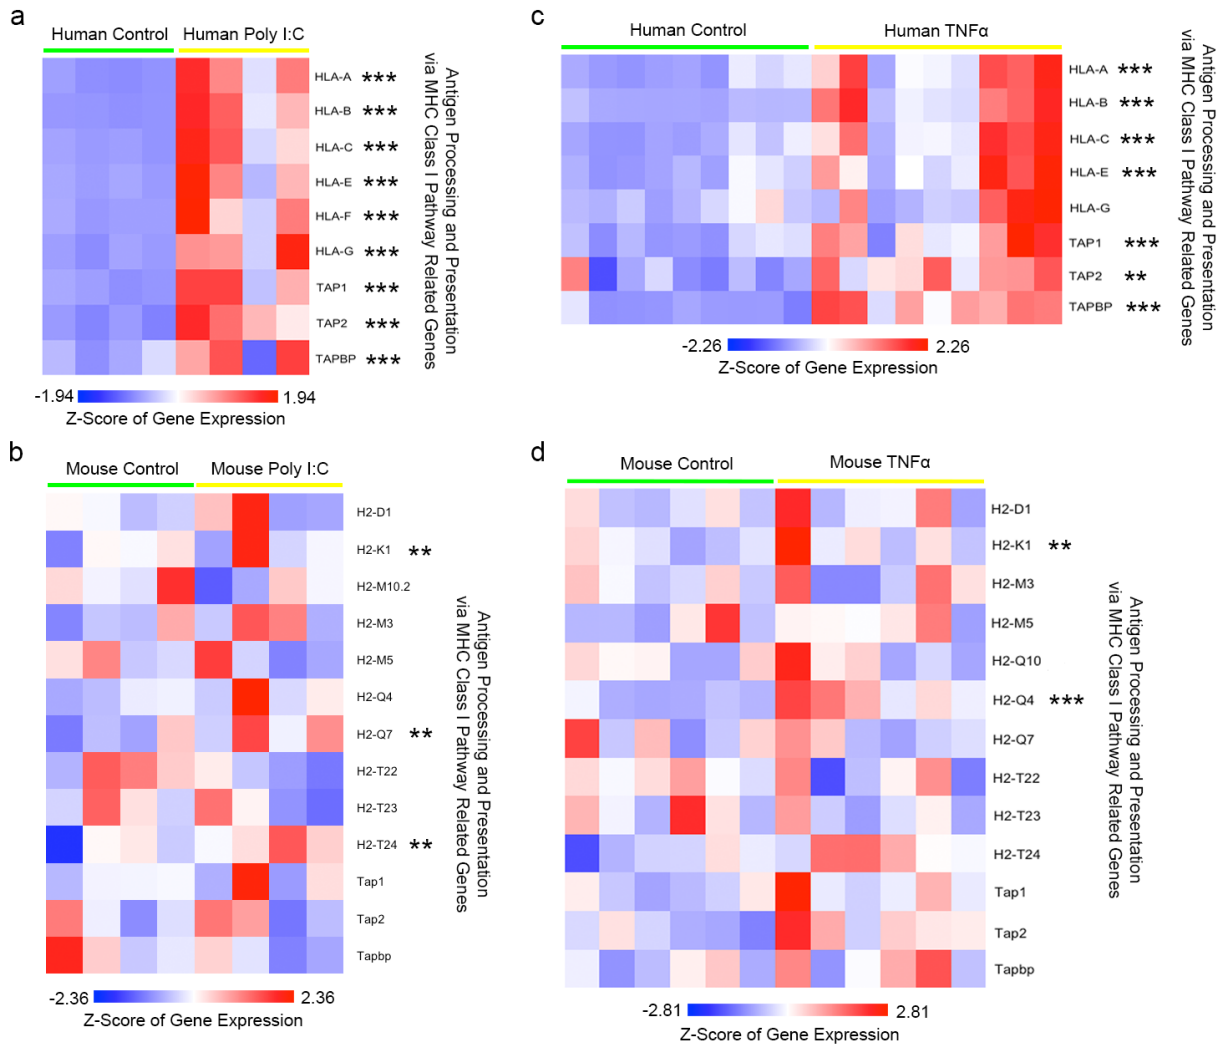 a
Human Control
Human Poly I:C
HLA-A ***
HLA-B ***
HLA-C ***
HLA-E ***
HLA-F ***
HLA-G ***
TAP1 ***
TAP2 ***
TAPBP ***
Antigen Processing and Presentation
via MHC Class I Pathway Related Genes
-1.94
1.94
Z-Score of Gene Expression
c
Human Control
Human TNFα
HLA-A ***
HLA-B ***
HLA-C ***
HLA-E ***
HLA-G
TAP1 ***
TAP2 **
TAPBP ***
Antigen Processing and Presentation
via MHC Class I Pathway Related Genes
-2.26
2.26
Z-Score of Gene Expression
b
Mouse Control
Mouse Poly I:C
H2-D1
H2-K1 **
H2-M10.2
H2-M3
H2-M5
H2-Q4
H2-Q7 **
H2-T22
H2-T23
H2-T24 **
Tap1
Tap2
Tapbp
Antigen Processing and Presentation
via MHC Class I Pathway Related Genes
-2.36
2.36
Z-Score of Gene Expression
d
Mouse Control
Mouse TNFα
H2-D1
H2-K1 **
H2-M3
H2-M5
H2-Q10
H2-Q4 ***
H2-Q7
H2-T22
H2-T23
H2-T24
Tap1
Tap2
Tapbp
Antigen Processing and Presentation
via MHC Class I Pathway Related Genes
-2.81
2.81
Z-Score of Gene Expression